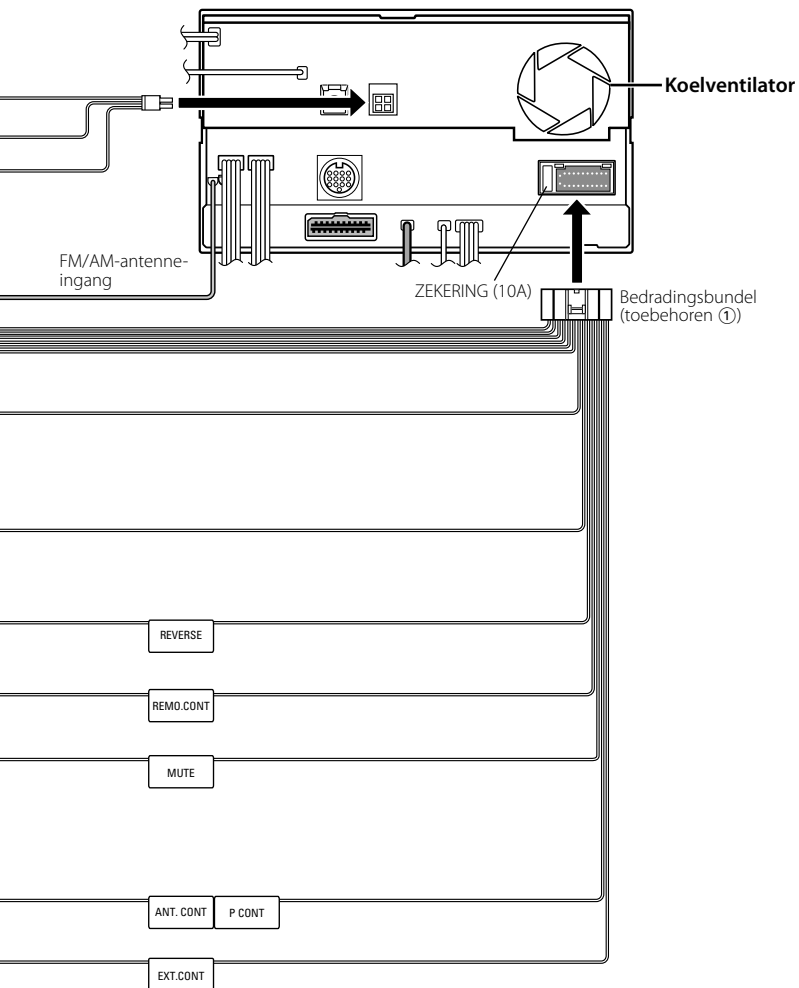 Koelventilator
FM/AM-antenne-
ingang
ZEKERING (10A)
Bedradingsbundel
(toebehoren ①)
REVERSE
REMO.CONT
MUTE
ANT. CONT
P CONT
EXT.CONT